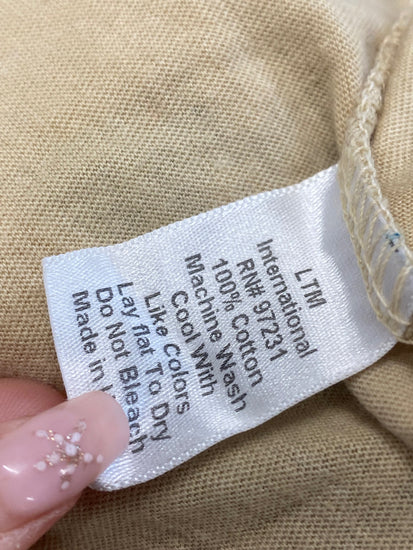 LTM
International
RN# 97231
100% Cotton
Machine Wash
Cool With
Like Colors
Lay flat To Dry
Do Not Bleach
Made in